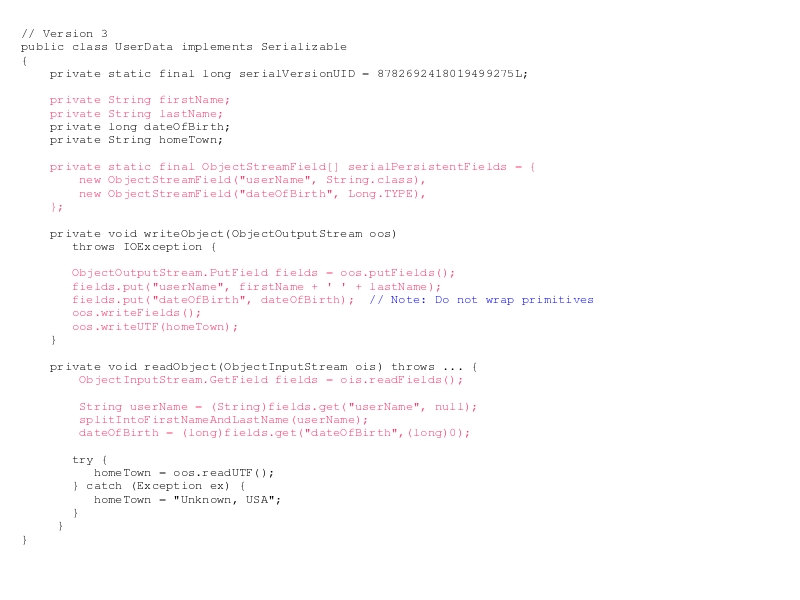 // Version 3
public class UserData implements Serializable
{
    private static final long serialVersionUID = 8782692418019499275L;

    private String firstName;
    private String lastName;
    private long dateOfBirth;
    private String homeTown;

    private static final ObjectStreamField[] serialPersistentFields = {
        new ObjectStreamField("userName", String.class),
        new ObjectStreamField("dateOfBirth", Long.TYPE),
    };

    private void writeObject(ObjectOutputStream oos)
       throws IOException {

       ObjectOutputStream.PutField fields = oos.putFields();
       fields.put("userName", firstName + ' ' + lastName);
       fields.put("dateOfBirth", dateOfBirth);  // Note: Do not wrap primitives
       oos.writeFields();
       oos.writeUTF(homeTown);
    }

    private void readObject(ObjectInputStream ois) throws ... {
        ObjectInputStream.GetField fields = ois.readFields();

        String userName = (String)fields.get("userName", null);
        splitIntoFirstNameAndLastName(userName);
        dateOfBirth = (long)fields.get("dateOfBirth",(long)0);

       try {
          homeTown = oos.readUTF();
       } catch (Exception ex) {
          homeTown = "Unknown, USA";
       }
     }
}